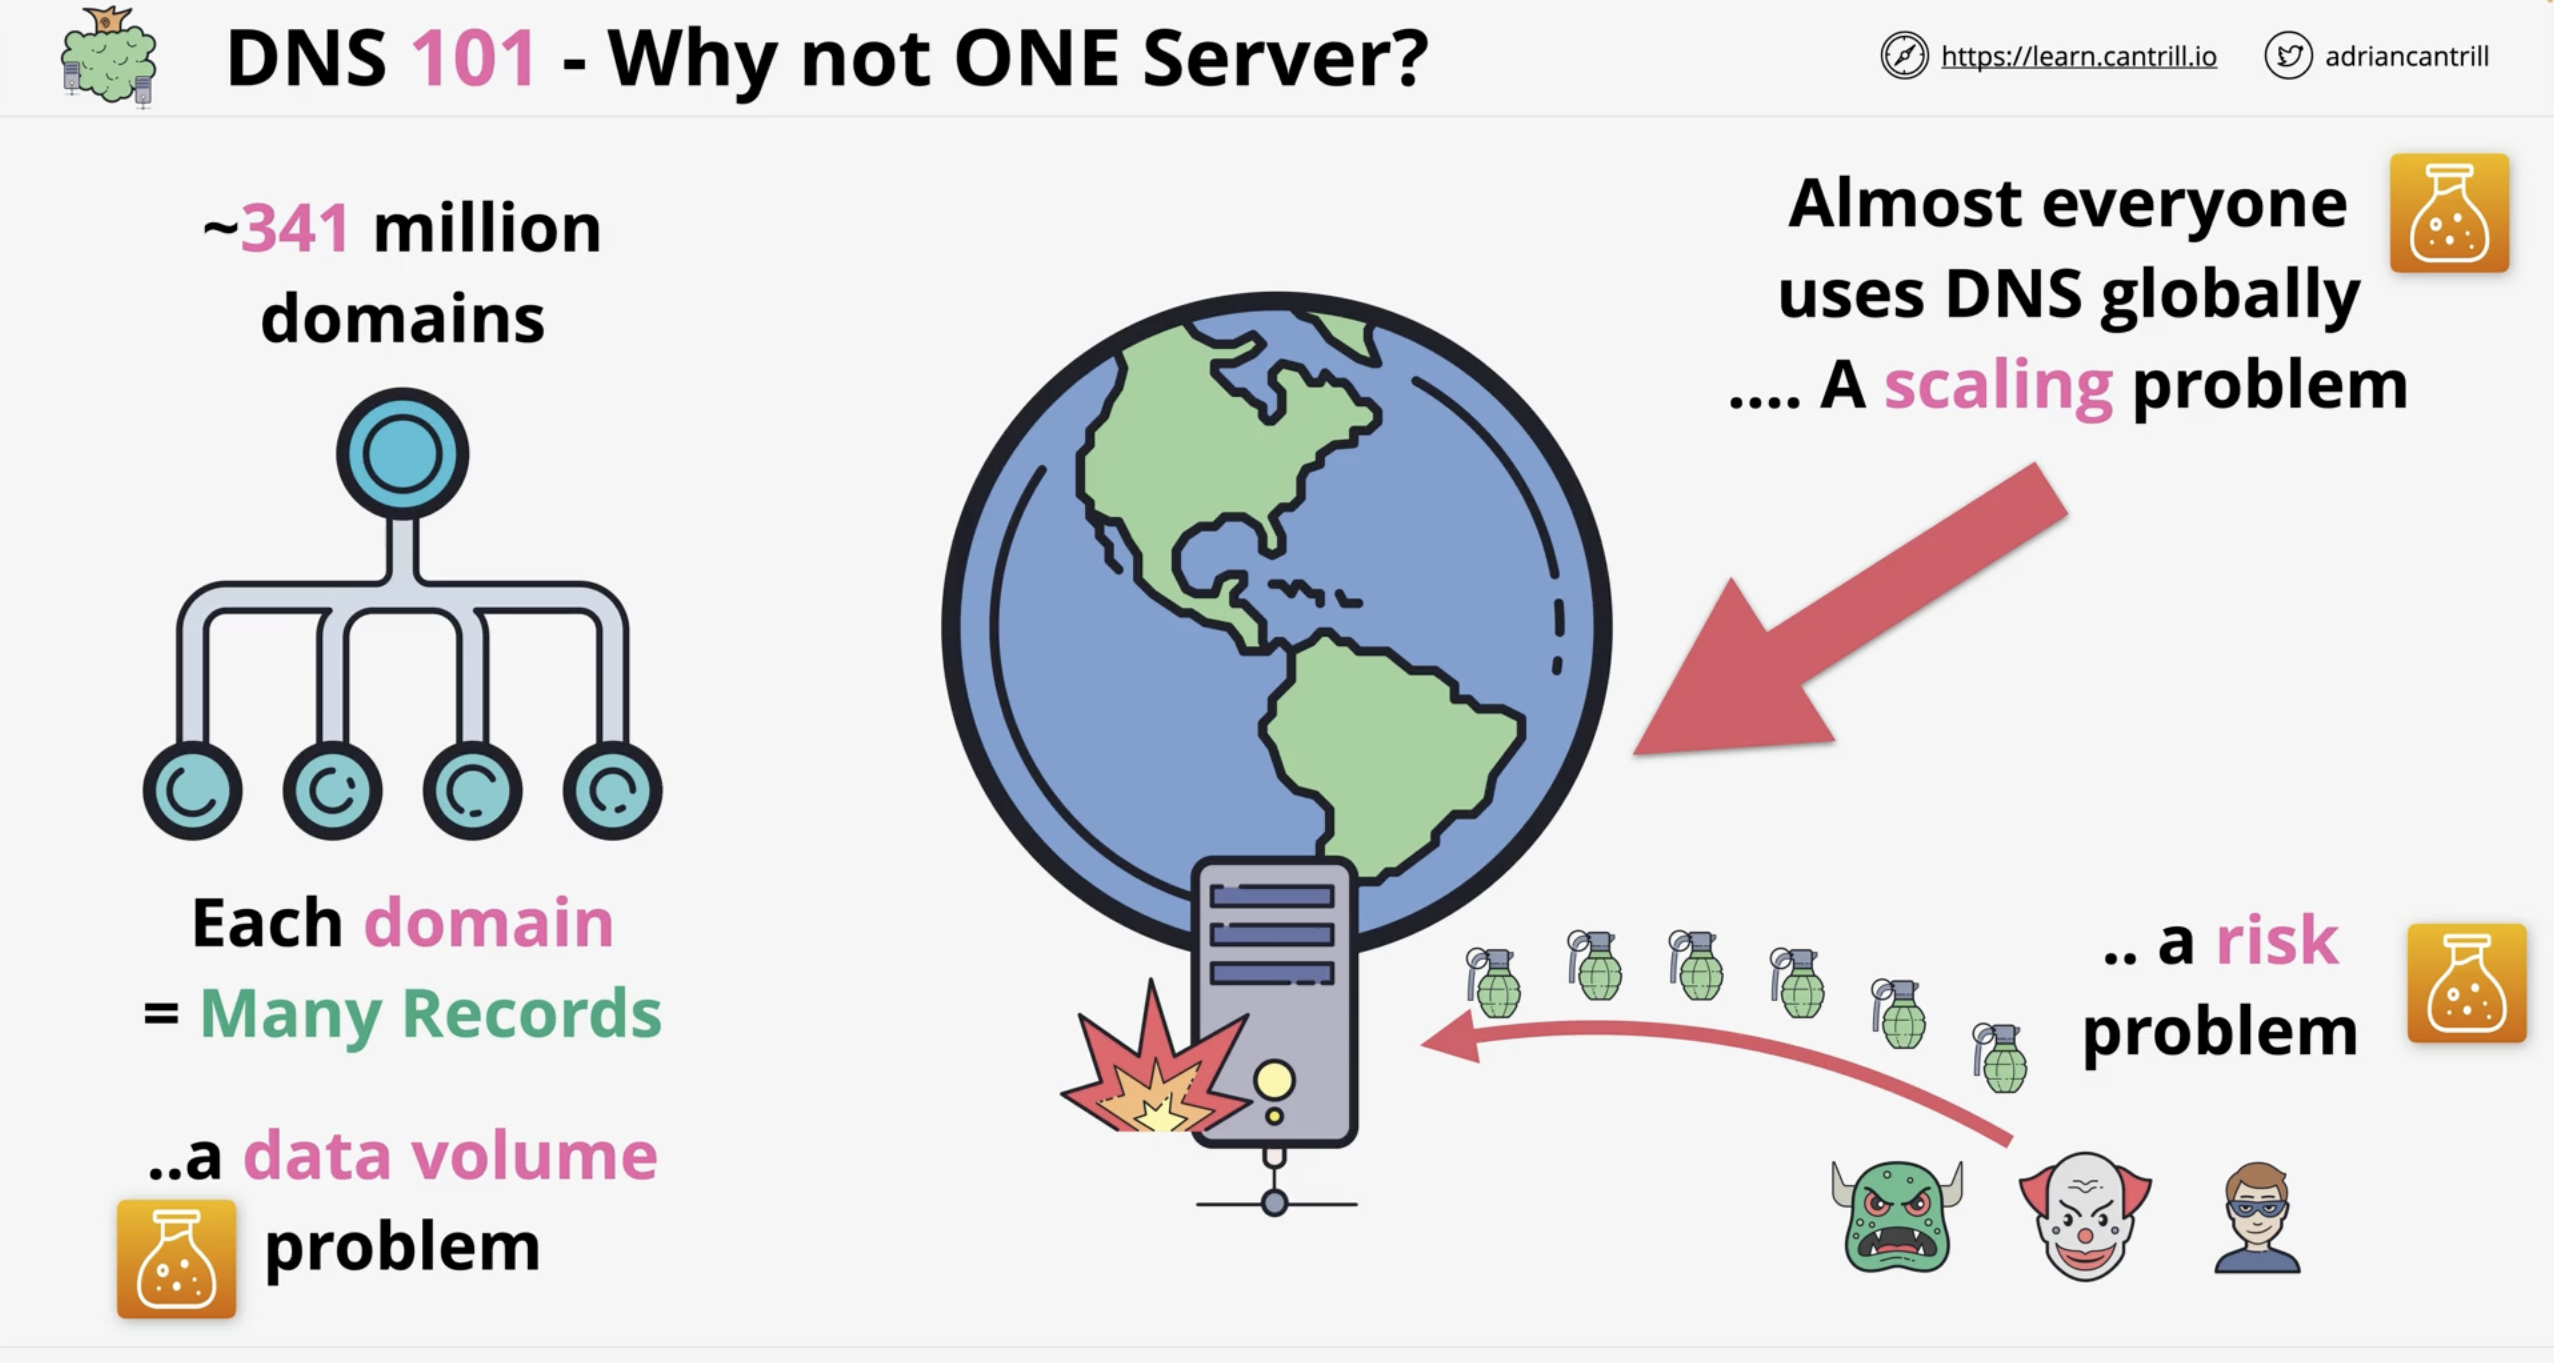 DNS 101 - Why not ONE Server?
https://learn.cantrill.io
adriancantrill
~341 million
domains
Each domain
= Many Records
..a data volume
problem
Almost everyone
uses DNS globally
.... A scaling problem
.. a risk
problem